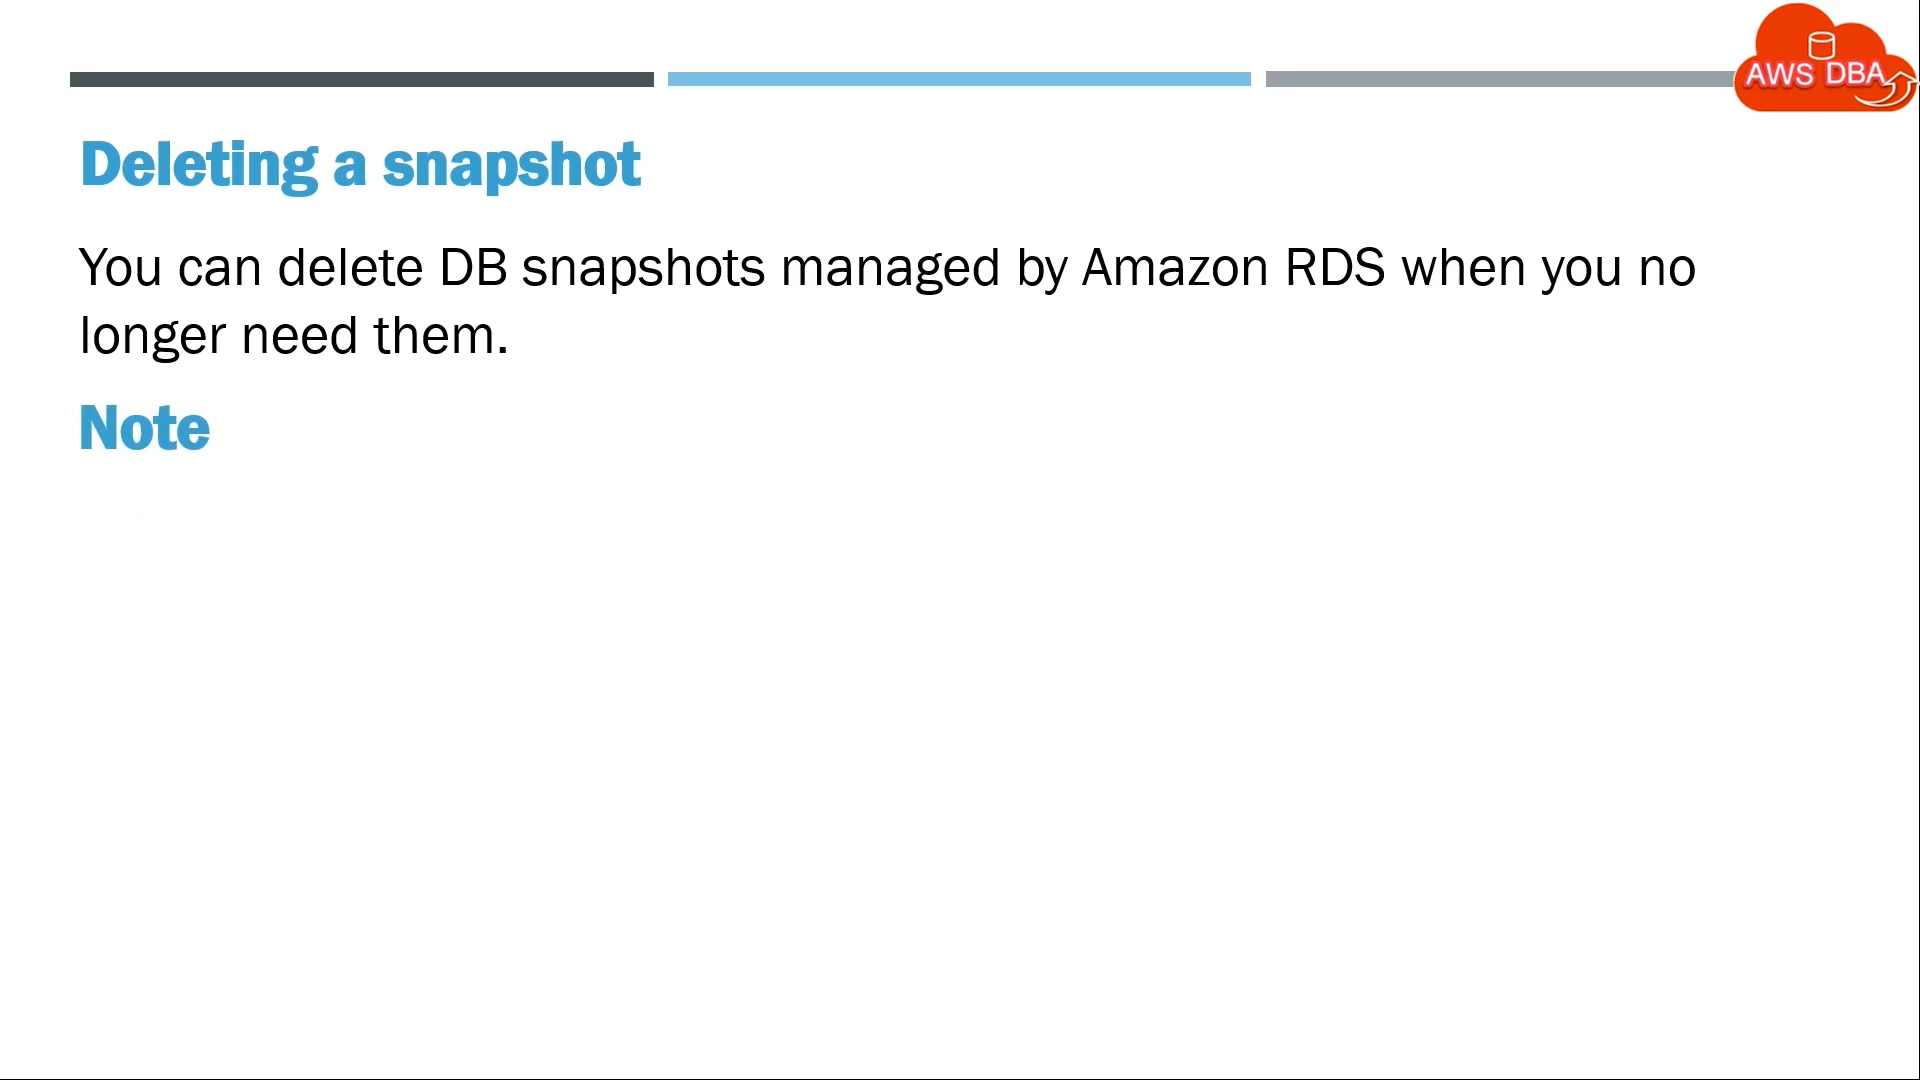 AWS DBA
Deleting a snapshot
You can delete DB snapshots managed by Amazon RDS when you no
longer need them.
Note